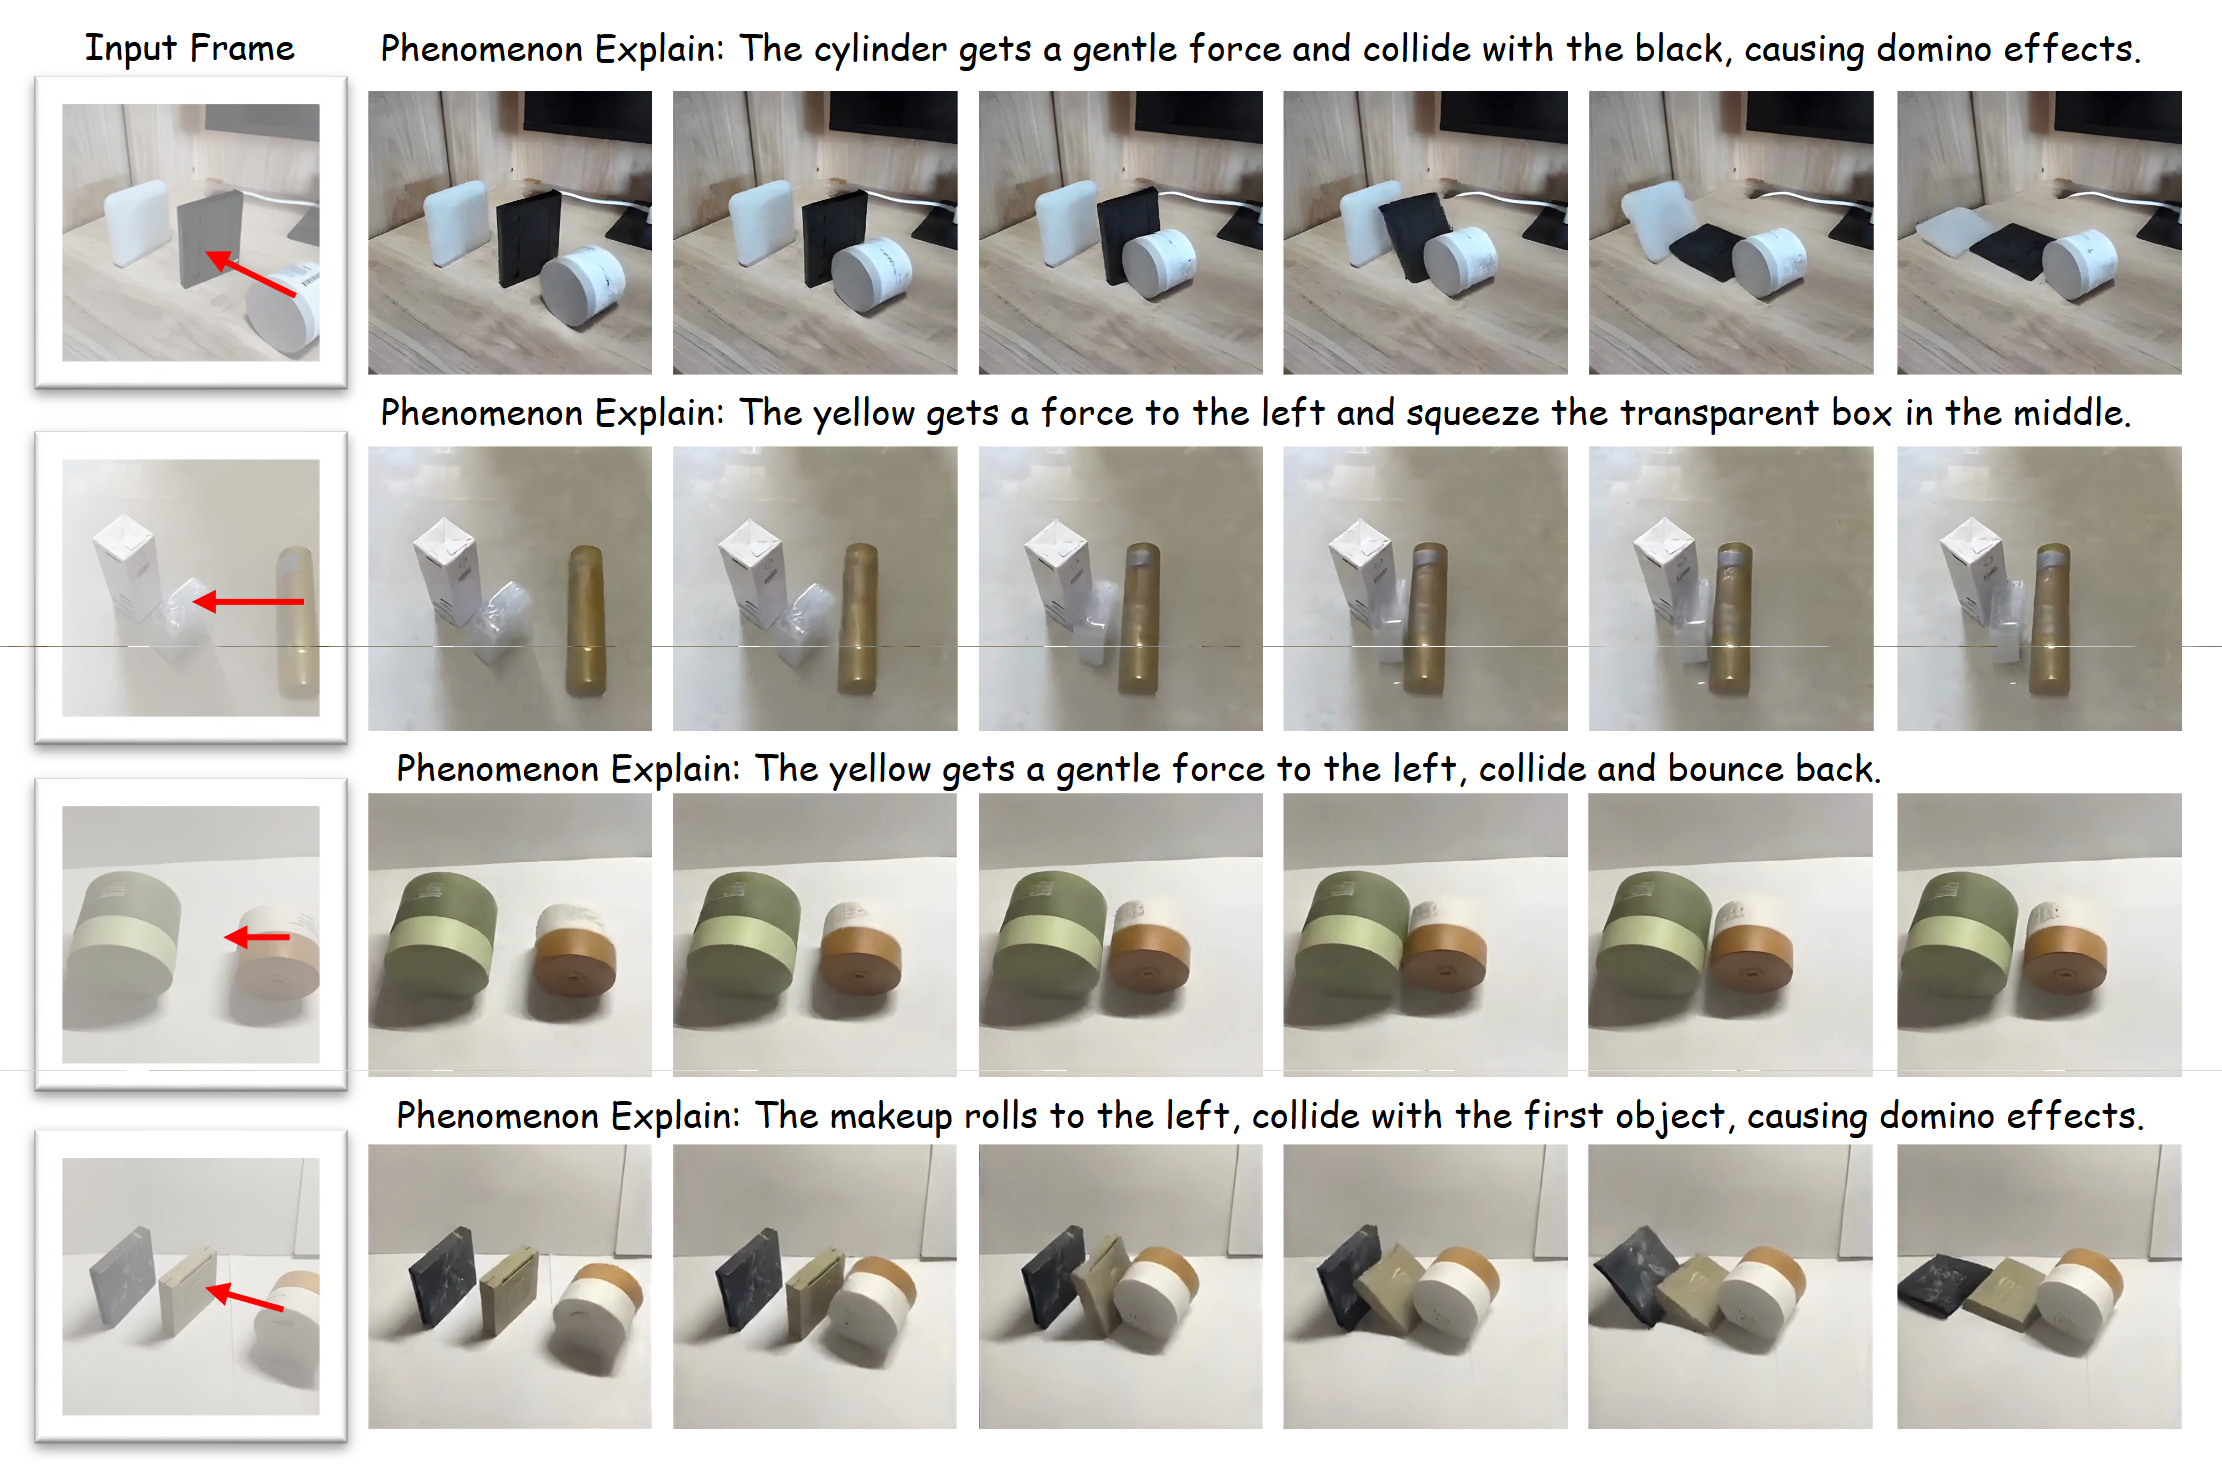 Input Frame
Phenomenon Explain: The cylinder gets a gentle force and collide with the black, causing domino effects.
Phenomenon Explain: The yellow gets a force to the left and squeeze the transparent box in the middle.
Phenomenon Explain: The yellow gets a gentle force to the left, collide and bounce back.
Phenomenon Explain: The makeup rolls to the left, collide with the first object, causing domino effects.